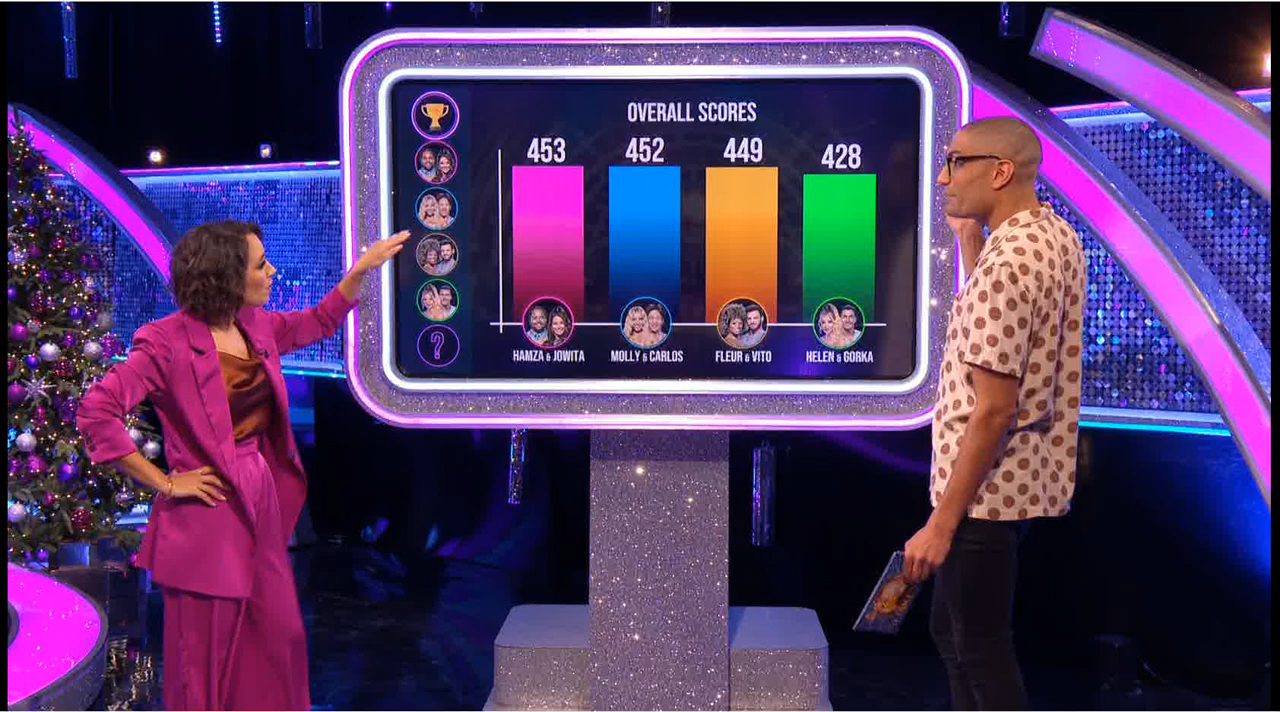 OVERALL SCORES
453 452 449 428
HAMZA & JOWITA MOLLY & CARLOS FLEUR & VITO HELEN & GORKA
?